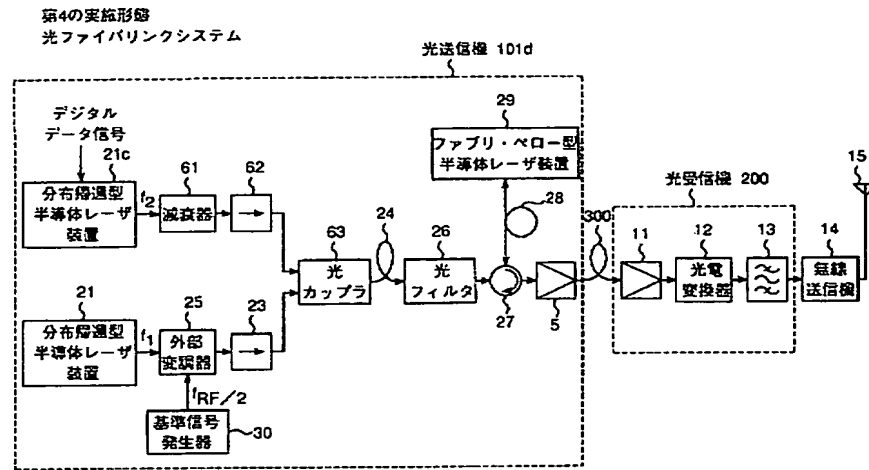 第4の実施形態
光ファイバリンクシステム
光送信機 101d
デジタル
データ信号
21c
分布帰還型
半導体レーザ
装置
f2
61
減衰器
62
63
光
カップラ
24
26
光
フィルタ
29
ファブリ・ペロー型
半導体レーザ装置
28
27
5
300
光受信機 200
11
12
光電
変換器
13
14
無線
送信機
15
21
分布帰還型
半導体レーザ
装置
f1
25
外部
変調器
23
fRF/2
基準信号
発生器
30